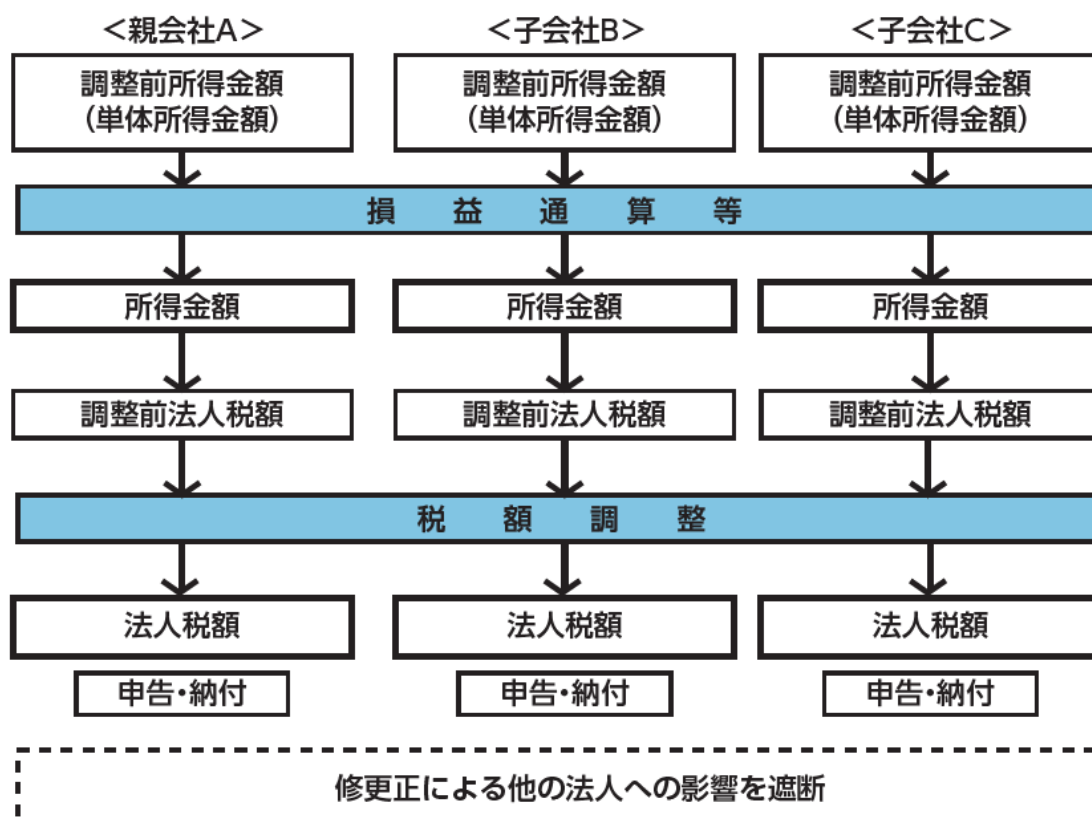 <親会社A>
<子会社B>
<子会社C>
調整前所得金額
(単体所得金額)
調整前所得金額
(単体所得金額)
調整前所得金額
(単体所得金額)
損益通算等
所得金額
所得金額
所得金額
調整前法人税額
調整前法人税額
調整前法人税額
税額調整
法人税額
法人税額
法人税額
申告・納付
申告・納付
申告・納付
修更正による他の法人への影響を遮断